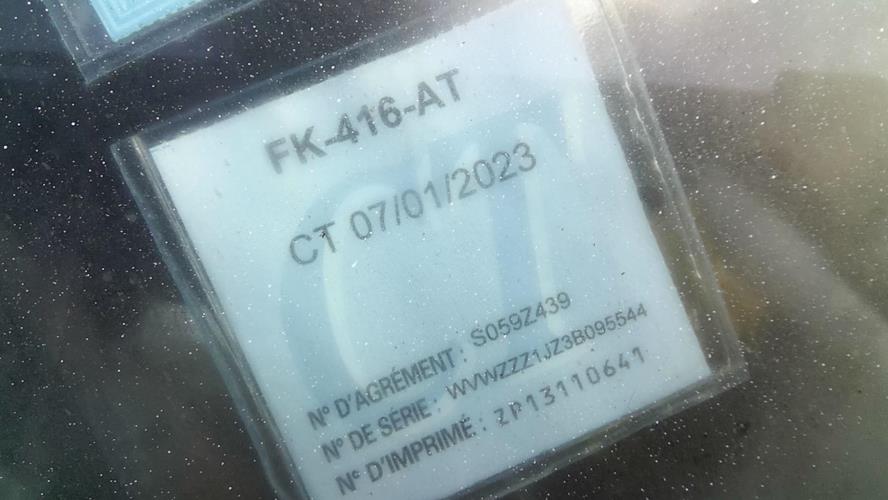 FK-416-AT
CT 07/01/2023
N° D'AGRÉMENT : S059Z439
N° DE SÉRIE : WVWZZZ1JZ3B095544
N° D'IMPRIMÉ : ZP13110641